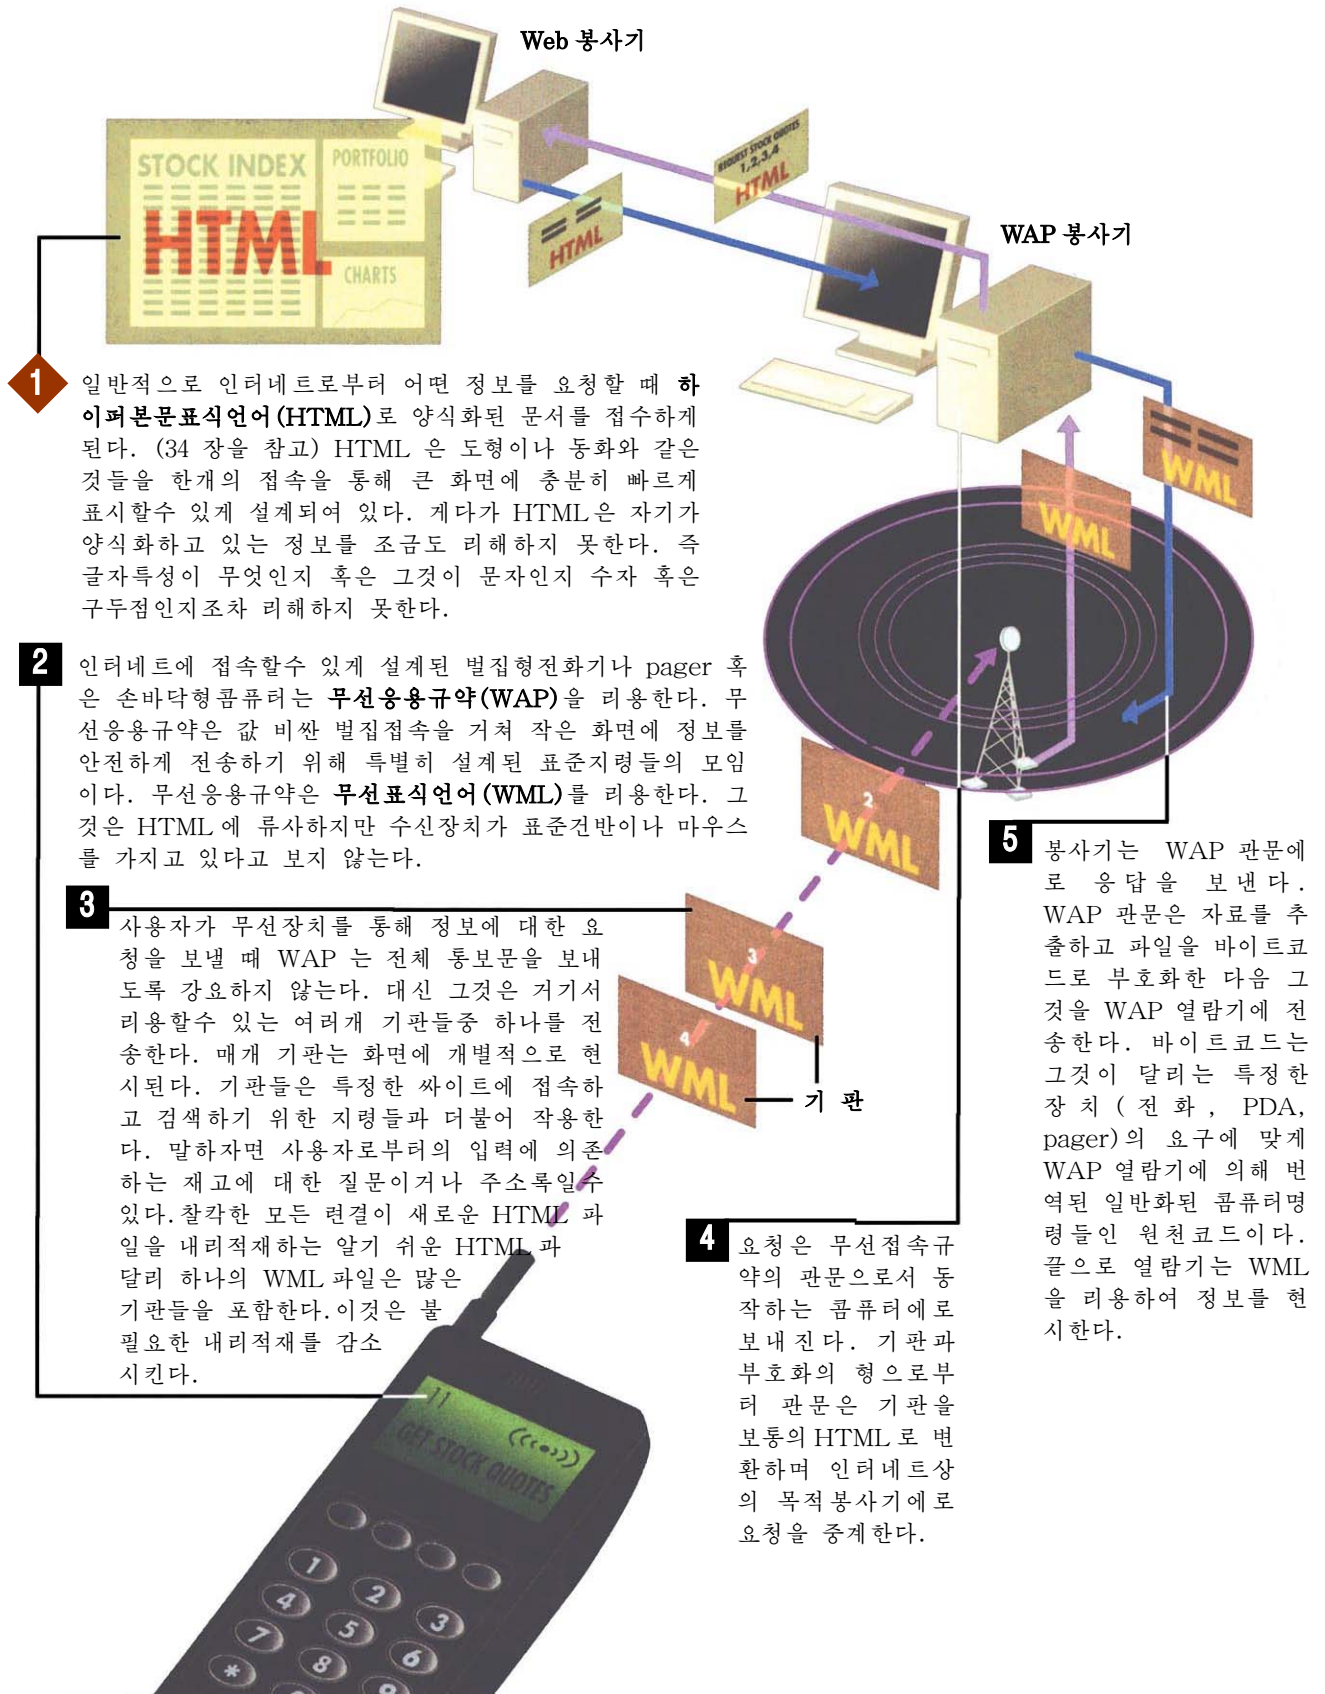 Web 봉사기
STOCK INDEX
PORTFOLIO
HTML
CHARTS
REQUEST STOCK QUOTES
1,2,3,4
HTML
HTML
WAP 봉사기
1
일반적으로 인터네트로부터 어떤 정보를 요청할 때 하
이퍼본문표식언어(HTML)로 양식화된 문서를 접수하게
된다. (34 장을 참고) HTML 은 도형이나 동화와 같은
것들을 한개의 접속을 통해 큰 화면에 충분히 빠르게
표시할수 있게 설계되여 있다. 게다가 HTML은 자기가
양식화하고 있는 정보를 조금도 리해하지 못한다. 즉
글자특성이 무엇인지 혹은 그것이 문자인지 수자 혹은
구두점인지조차 리해하지 못한다.
WML
WML
2
인터네트에 접속할수 있게 설계된 벌집형전화기나 pager 혹
은 손바닥형콤퓨터는 무선응용규약(WAP)을 리용한다. 무
선응용규약은 값 비싼 벌집접속을 거쳐 작은 화면에 정보를
안전하게 전송하기 위해 특별히 설계된 표준지령들의 모임
이다. 무선응용규약은 무선표식언어(WML)를 리용한다. 그
것은 HTML 에 류사하지만 수신장치가 표준건반이나 마우스
를 가지고 있다고 보지 않는다.
2
WML
3
사용자가 무선장치를 통해 정보에 대한 요
청을 보낼 때 WAP 는 전체 통보문을 보내
도록 강요하지 않는다. 대신 그것은 거기서
리용할수 있는 여러개 기판들중 하나를 전
송한다. 매개 기판는 화면에 개별적으로 현
시된다. 기판들은 특정한 싸이트에 접속하
고 검색하기 위한 지령들과 더불어 작용한
다. 말하자면 사용자로부터의 입력에 의존
하는 재고에 대한 질문이거나 주소록일수
있다.찰칵한 모든 련결이 새로운 HTML 파
일을 내리적재하는 알기 쉬운 HTML 과
달리 하나의 WML 파일은 많은
기판들을 포함한다.이것은 불
필요한 내리적재를 감소
시킨다.
3
WML
4
WML
기 판
4
요청은 무선접속규
약의 관문으로서 동
작하는 콤퓨터에로
보내진다. 기판과
부호화의 형으로부
터 관문은 기판을
보통의 HTML 로 변
환하며 인터네트상
의 목적봉사기에로
요청을 중계한다.
5
봉사기는 WAP 관문에
로 응답을 보낸다.
WAP 관문은 자료를 추
출하고 파일을 바이트코
드로 부호화한 다음 그
것을 WAP 열람기에 전
송한다. 바이트코드는
그것이 달리는 특정한
장치(전화, PDA,
pager)의 요구에 맞게
WAP 열람기에 의해 번
역된 일반화된 콤퓨터명
령들인 원천코드이다.
끝으로 열람기는 WML
을 리용하여 정보를 현
시한다.
11
GET STOCK QUOTES
1
2
3
4
5
6
7
8
9
*